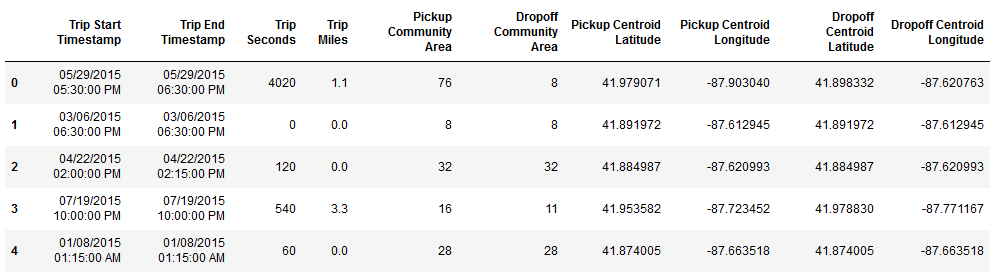 Trip Start Timestamp Trip End Timestamp Trip Seconds Trip Miles Pickup Community Area Dropoff Community Area Pickup Centroid Latitude Pickup Centroid Longitude Dropoff Centroid Latitude Dropoff Centroid Longitude
0 05/29/2015 05:30:00 PM 05/29/2015 06:30:00 PM 4020 1.1 76 8 41.979071 -87.903040 41.898332 -87.620763
1 03/06/2015 06:30:00 PM 03/06/2015 06:30:00 PM 0 0.0 8 8 41.891972 -87.612945 41.891972 -87.612945
2 04/22/2015 02:00:00 PM 04/22/2015 02:15:00 PM 120 0.0 32 32 41.884987 -87.620993 41.884987 -87.620993
3 07/19/2015 10:00:00 PM 07/19/2015 10:00:00 PM 540 3.3 16 11 41.953582 -87.723452 41.978830 -87.771167
4 01/08/2015 01:15:00 AM 01/08/2015 01:15:00 AM 60 0.0 28 28 41.874005 -87.663518 41.874005 -87.663518